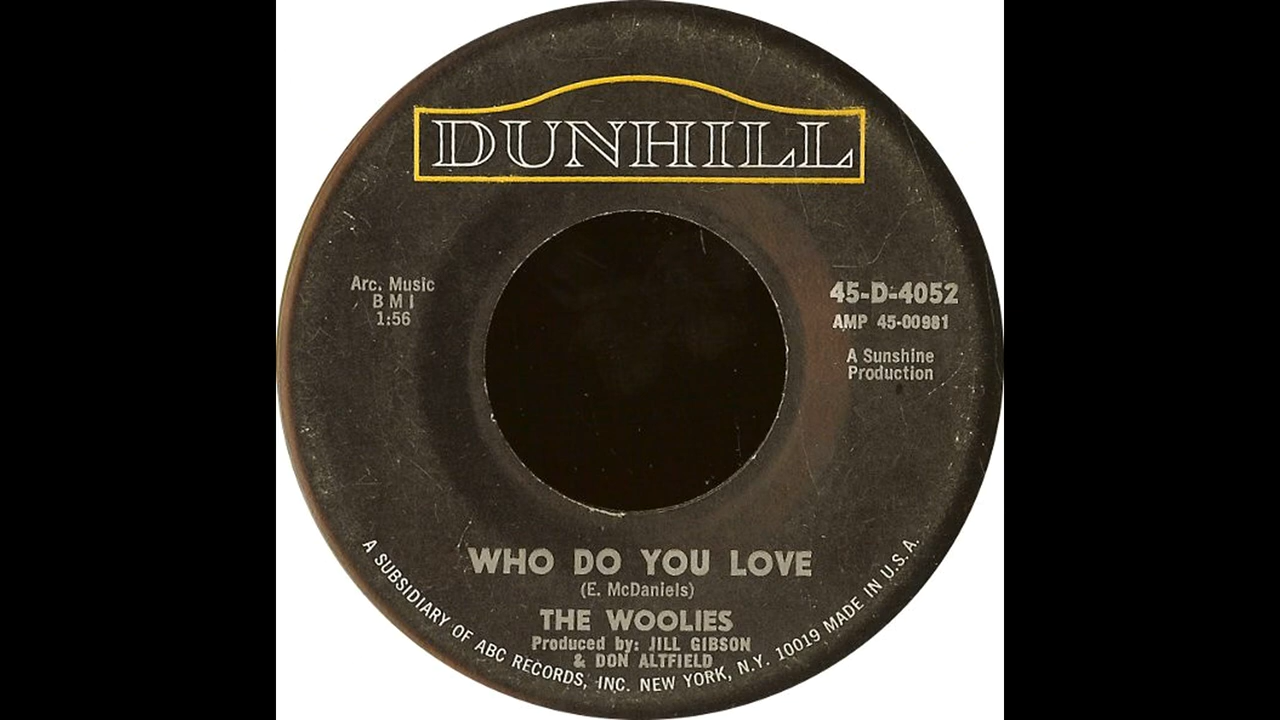 DUNHILL
Arc. Music
B M I
1:56
45-D-4052
AMP 45-00981
A Sunshine
Production
WHO DO YOU LOVE
(E. McDaniels)
THE WOOLIES
Produced by: JILL GIBSON
& DON ALTFIELD
A SUBSIDIARY OF ABC RECORDS, INC. NEW YORK, N.Y. 10019 MADE IN U.S.A.